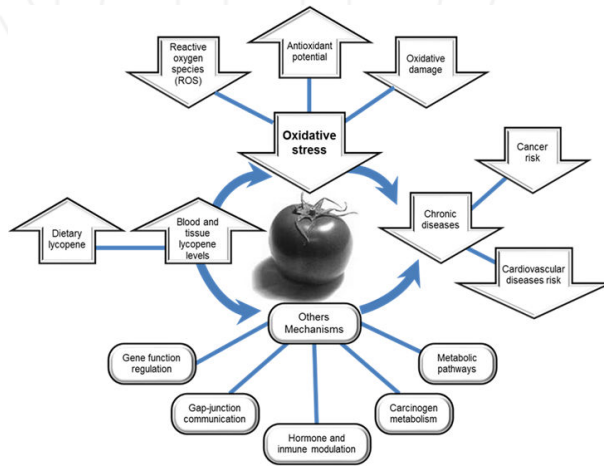 Reactive
oxygen
species
(ROS)
Antioxidant
potential
Oxidative
damage
Oxidative
stress
Cancer
risk
Dietary
lycopene
Blood and
tissue
lycopene
levels
Chronic
diseases
Cardiovascular
diseases risk
Others
Mechanisms
Gene function
regulation
Metabolic
pathways
Gap-junction
communication
Carcinogen
metabolism
Hormone and
inmune modulation